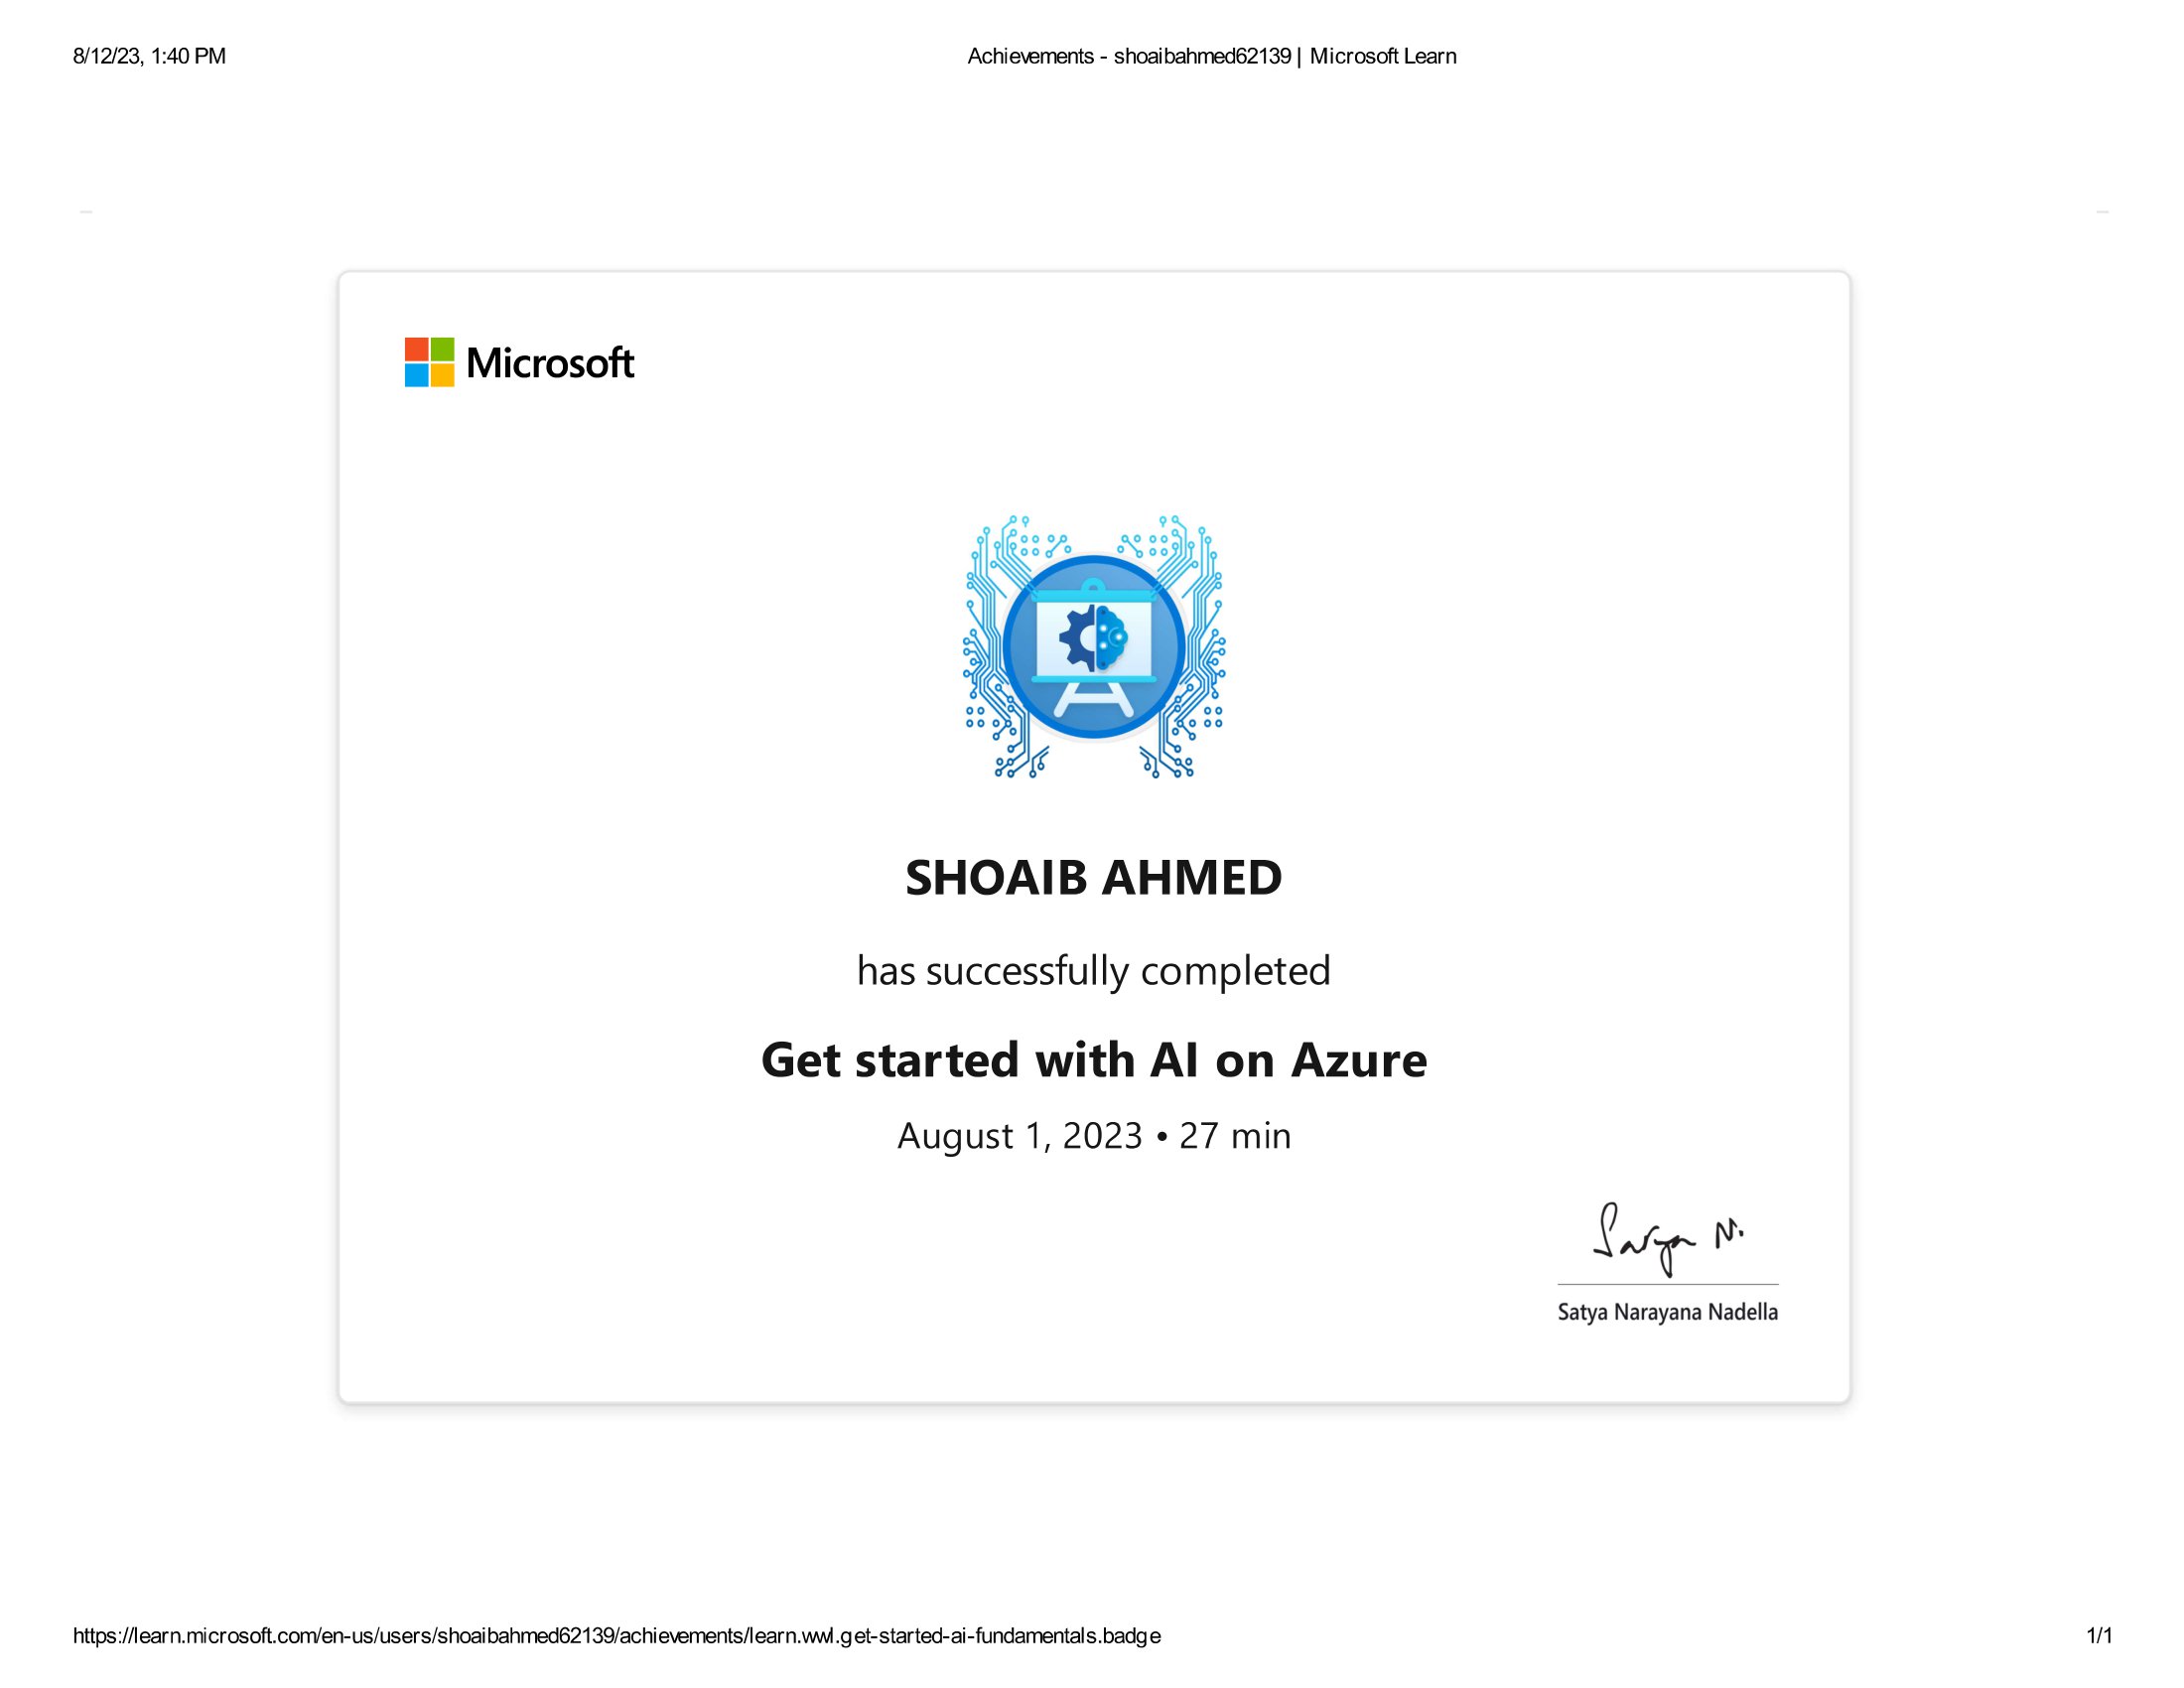 8/12/23, 1:40 PM
Achievements - shoaibahmed62139 | Microsoft Learn
Microsoft
SHOAIB AHMED
has successfully completed
Get started with AI on Azure
August 1, 2023 • 27 min
Satya N.
Satya Narayana Nadella
https://learn.microsoft.com/en-us/users/shoaibahmed62139/achievements/learn.wwl.get-started-ai-fundamentals.badge
1/1